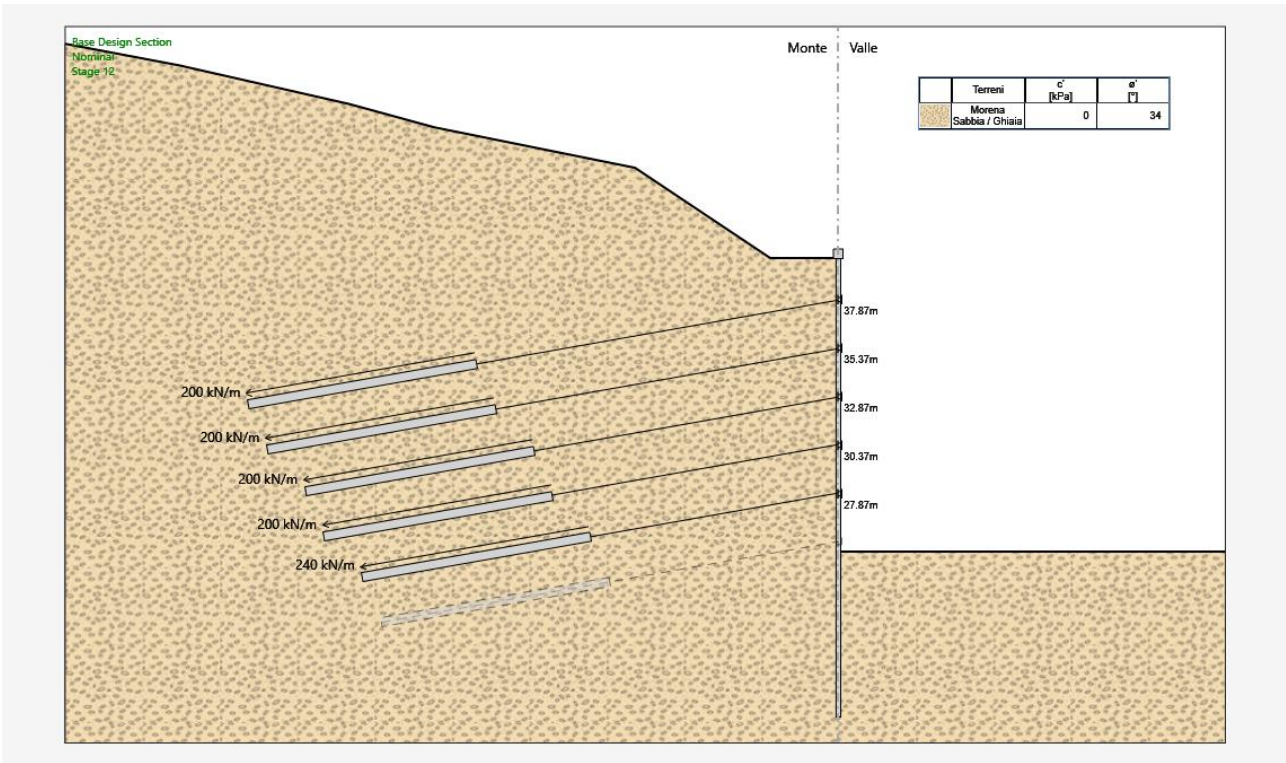 Base Design Section
Nominal
Stage 12
Monte Valle
Terreni c' ø'
[kPa] [°]
Morena
Sabbia / Ghiaia 0 34
37.87m
35.37m
200 kN/m
32.87m
200 kN/m
30.37m
200 kN/m
27.87m
200 kN/m
240 kN/m